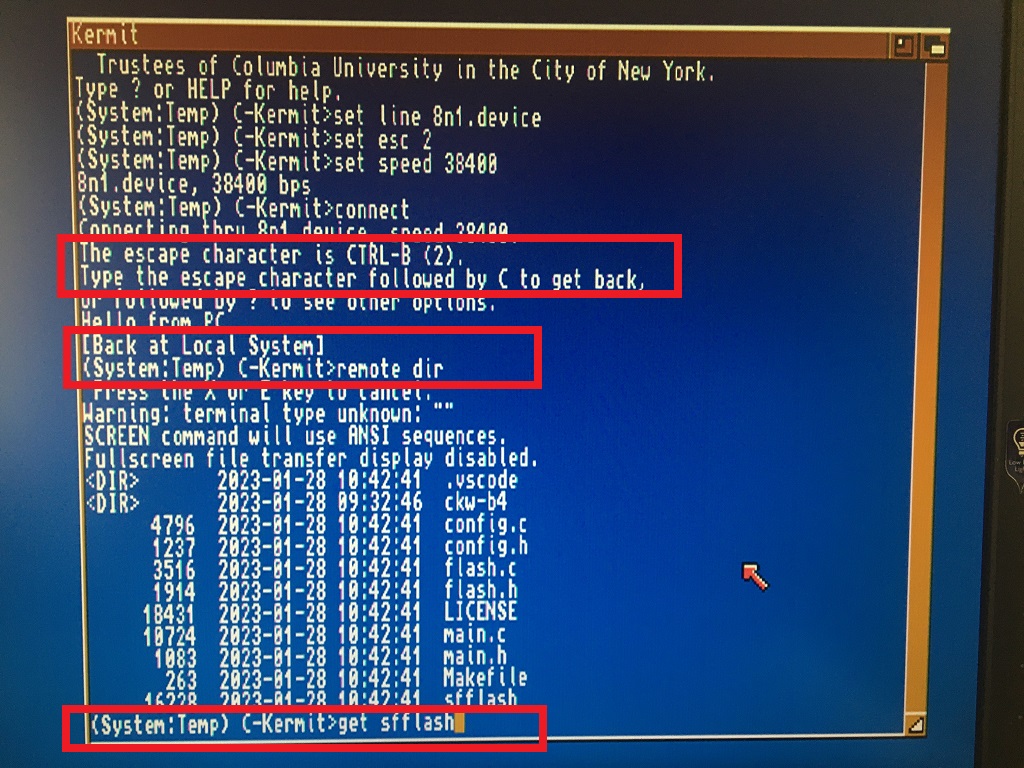 Kermit
Trustees of Columbia University in the City of New York.
Type ? or HELP for help.
(System:Temp) C-Kermit>set line 8n1.device
(System:Temp) C-Kermit>set esc 2
(System:Temp) C-Kermit>set speed 38400
8n1.device, 38400 bps
(System:Temp) C-Kermit>connect
Connecting thru 8n1.device, speed 38400.
The escape character is CTRL-B (2).
Type the escape character followed by C to get back,
or followed by ? to see other options.
Hello from PC
[Back at Local System]
(System:Temp) C-Kermit>remote dir
Press the X or E key to cancel.
Warning: terminal type unknown: ""
SCREEN command will use ANSI sequences.
Fullscreen file transfer display disabled.
<DIR> 2023-01-28 10:42:41 .vscode
<DIR> 2023-01-28 09:32:46 ckw-b4
4796 2023-01-28 10:42:41 config.c
1237 2023-01-28 10:42:41 config.h
3516 2023-01-28 10:42:41 flash.c
1914 2023-01-28 10:42:41 flash.h
18431 2023-01-28 10:42:41 LICENSE
10724 2023-01-28 10:42:41 main.c
1083 2023-01-28 10:42:41 main.h
263 2023-01-28 10:42:41 Makefile
16228 2023-01-28 10:42:41 sfflash
(System:Temp) C-Kermit>get sfflash